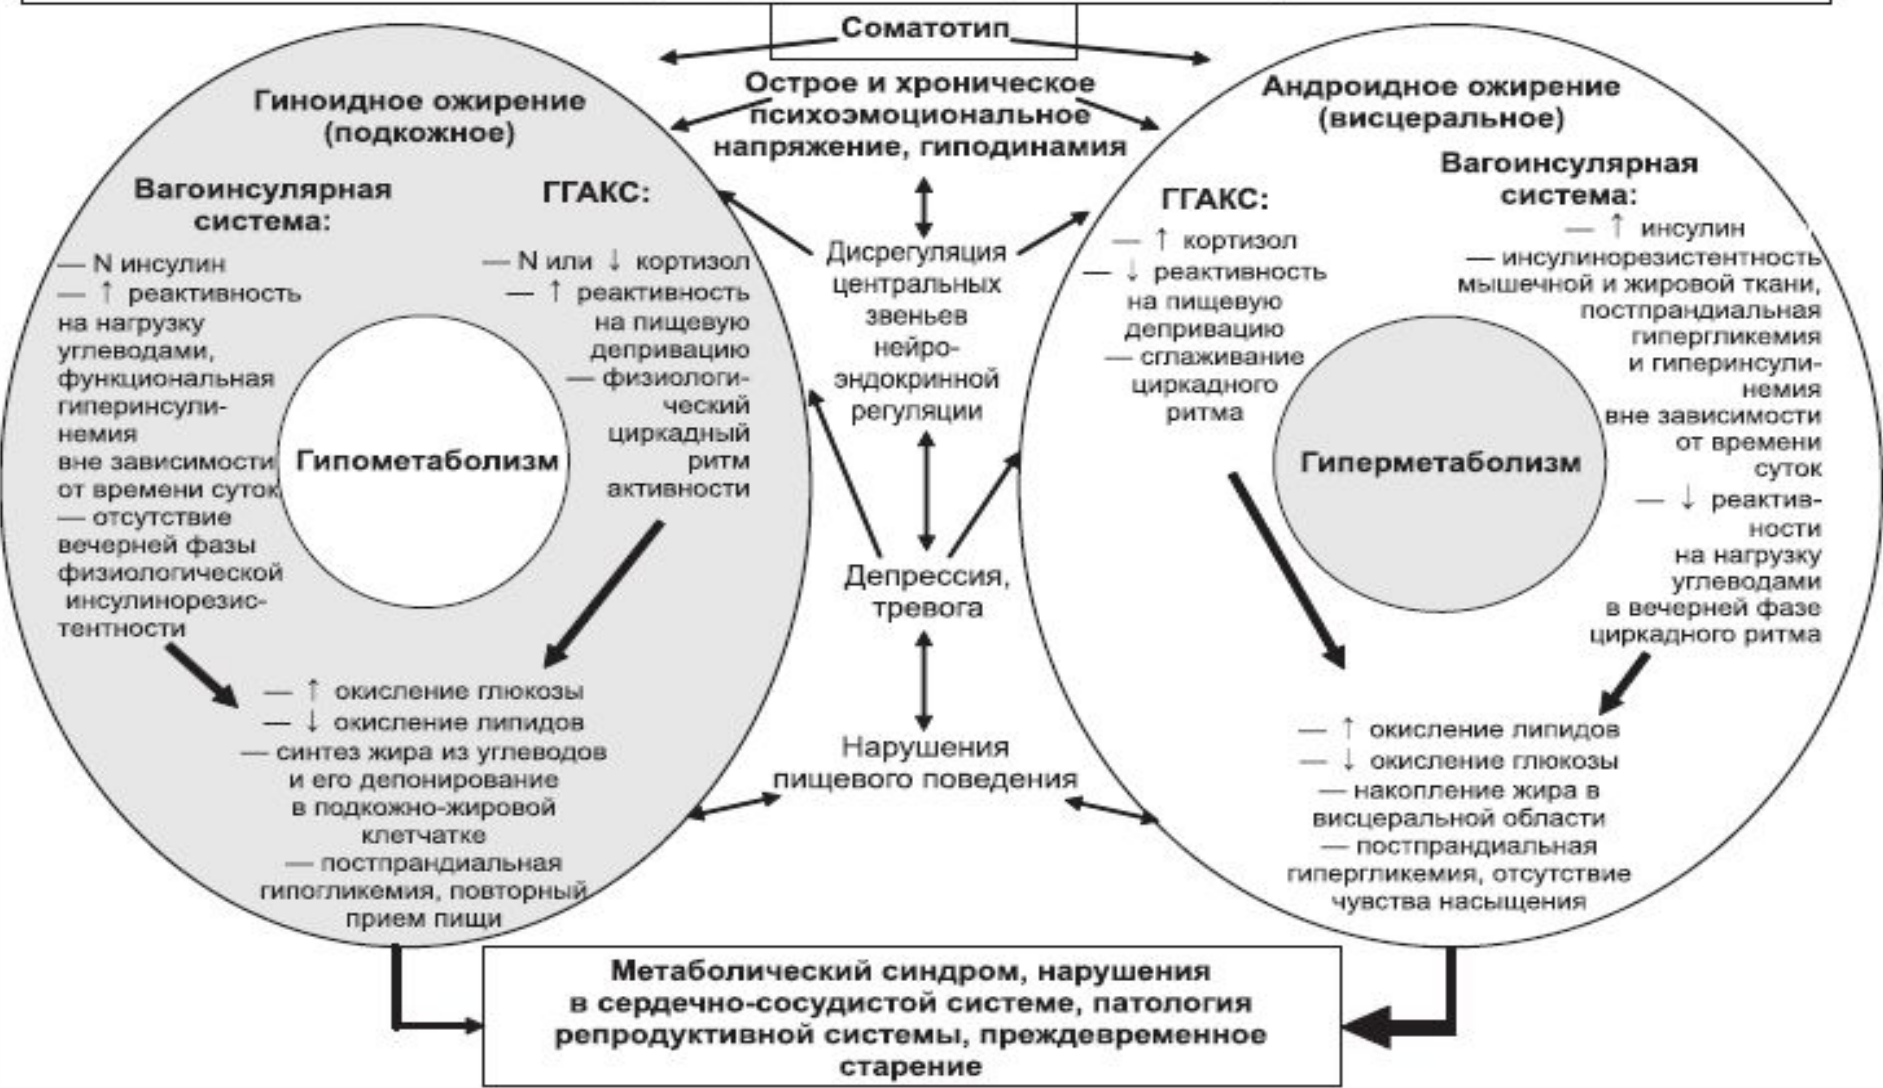 Соматотип
Острое и хроническое
психоэмоциональное
напряжение, гиподинамия
Гиноидное ожирение
(подкожное)
Вагоинсулярная
система:
— N инсулин
— ↑ реактивность
на нагрузку
углеводами,
функциональная
гиперинсули-
немия
вне зависимости
от времени суток
— отсутствие
вечерней фазы
физиологической
инсулинорезис-
тентности
ГГАКС:
— N или ↓ кортизол
— ↑ реактивность
на пищевую
депривацию
— физиологи-
ческий
циркадный
ритм
активности
Гипометаболизм
— ↑ окисление глюкозы
— ↓ окисление липидов
— синтез жира из углеводов
и его депонирование
в подкожно-жировой
клетчатке
— постпрандиальная
гипогликемия, повторный
прием пищи
Дисрегуляция
центральных
звеньев
нейро-
эндокринной
регуляции
Депрессия,
тревога
Нарушения
пищевого поведения
Андроидное ожирение
(висцеральное)
ГГАКС:
— ↑ кортизол
— ↓ реактивность
на пищевую
депривацию
— сглаживание
циркадного
ритма
Вагоинсулярная
система:
— ↑ инсулин
— инсулинорезистентность
мышечной и жировой ткани,
постпрандиальная
гипергликемия
и гиперинсули-
немия
вне зависимости
от времени
суток
— ↓ реактив-
ности
на нагрузку
углеводами
в вечерней фазе
циркадного ритма
Гиперметаболизм
— ↑ окисление липидов
— ↓ окисление глюкозы
— накопление жира в
висцеральной области
— постпрандиальная
гипергликемия, отсутствие
чувства насыщения
Метаболический синдром, нарушения
в сердечно-сосудистой системе, патология
репродуктивной системы, преждевременное
старение